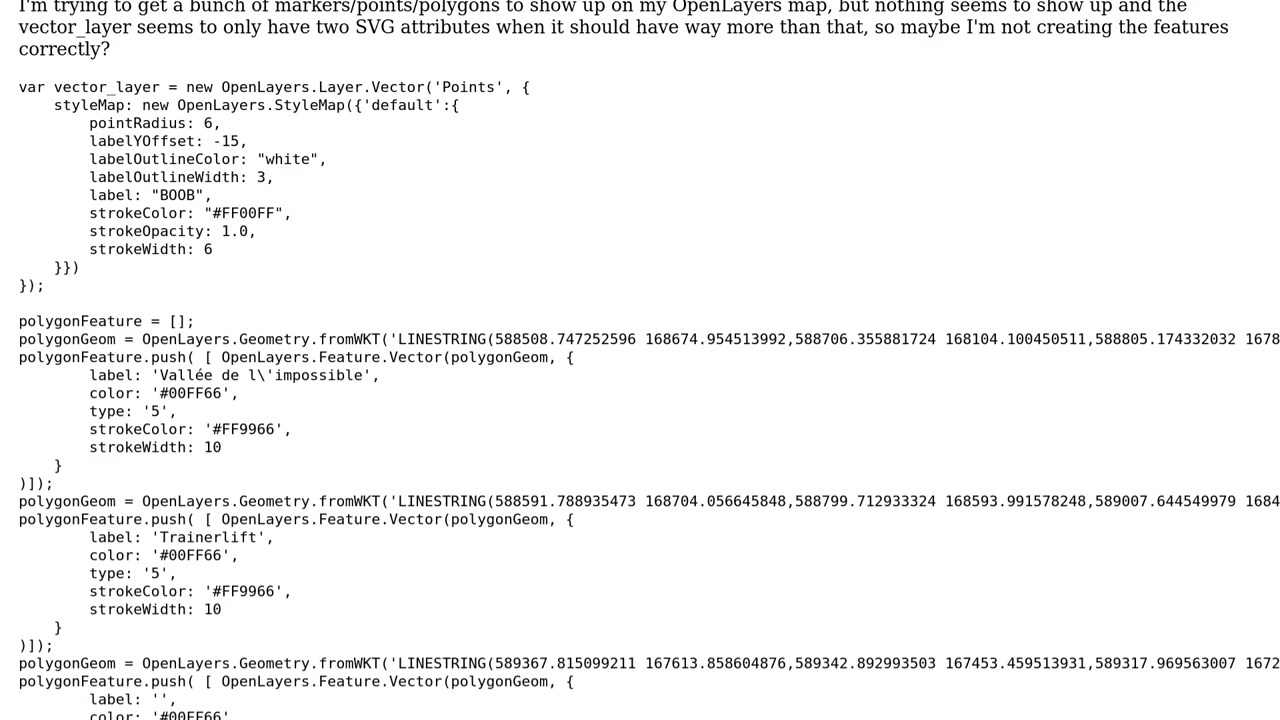 I'm trying to get a bunch of markers/points/polygons to show up on my OpenLayers map, but nothing seems to show up and the
vector_layer seems to only have two SVG attributes when it should have way more than that, so maybe I'm not creating the features
correctly?
var vector_layer = new OpenLayers.Layer.Vector('Points', {
    styleMap: new OpenLayers.StyleMap({'default':{
        pointRadius: 6,
        labelYOffset: -15,
        labelOutlineColor: "white",
        labelOutlineWidth: 3,
        label: "BOOB",
        strokeColor: "#FF00FF",
        strokeOpacity: 1.0,
        strokeWidth: 6
    }})
});
polygonFeature = [];
polygonGeom = OpenLayers.Geometry.fromWKT('LINESTRING(588508.747252596 168674.954513992,588706.355881724 168104.100450511,588805.174332032 1678
polygonFeature.push( [ OpenLayers.Feature.Vector(polygonGeom, {
        label: 'Vallée de l\'impossible',
        color: '#00FF66',
        type: '5',
        strokeColor: '#FF9966',
        strokeWidth: 10
    }
)]);
polygonGeom = OpenLayers.Geometry.fromWKT('LINESTRING(588591.788935473 168704.056645848,588799.712933324 168593.991578248,589007.644549979 1684
polygonFeature.push( [ OpenLayers.Feature.Vector(polygonGeom, {
        label: 'Trainerlift',
        color: '#00FF66',
        type: '5',
        strokeColor: '#FF9966',
        strokeWidth: 10
    }
)]);
polygonGeom = OpenLayers.Geometry.fromWKT('LINESTRING(589367.815099211 167613.858604876,589342.892993503 167453.459513931,589317.969563007 1672
polygonFeature.push( [ OpenLayers.Feature.Vector(polygonGeom, {
        label: '',
        color: '#00FF66'